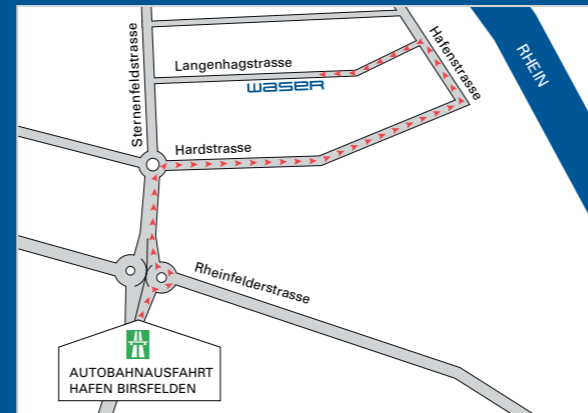 Sternenfeldstrasse
Langenhagstrasse
waser
Hafenstrasse
RHEIN
Hardstrasse
Rheinfelderstrasse
AUTOBAHNAUSFAHRT
HAFEN BIRSFELDEN